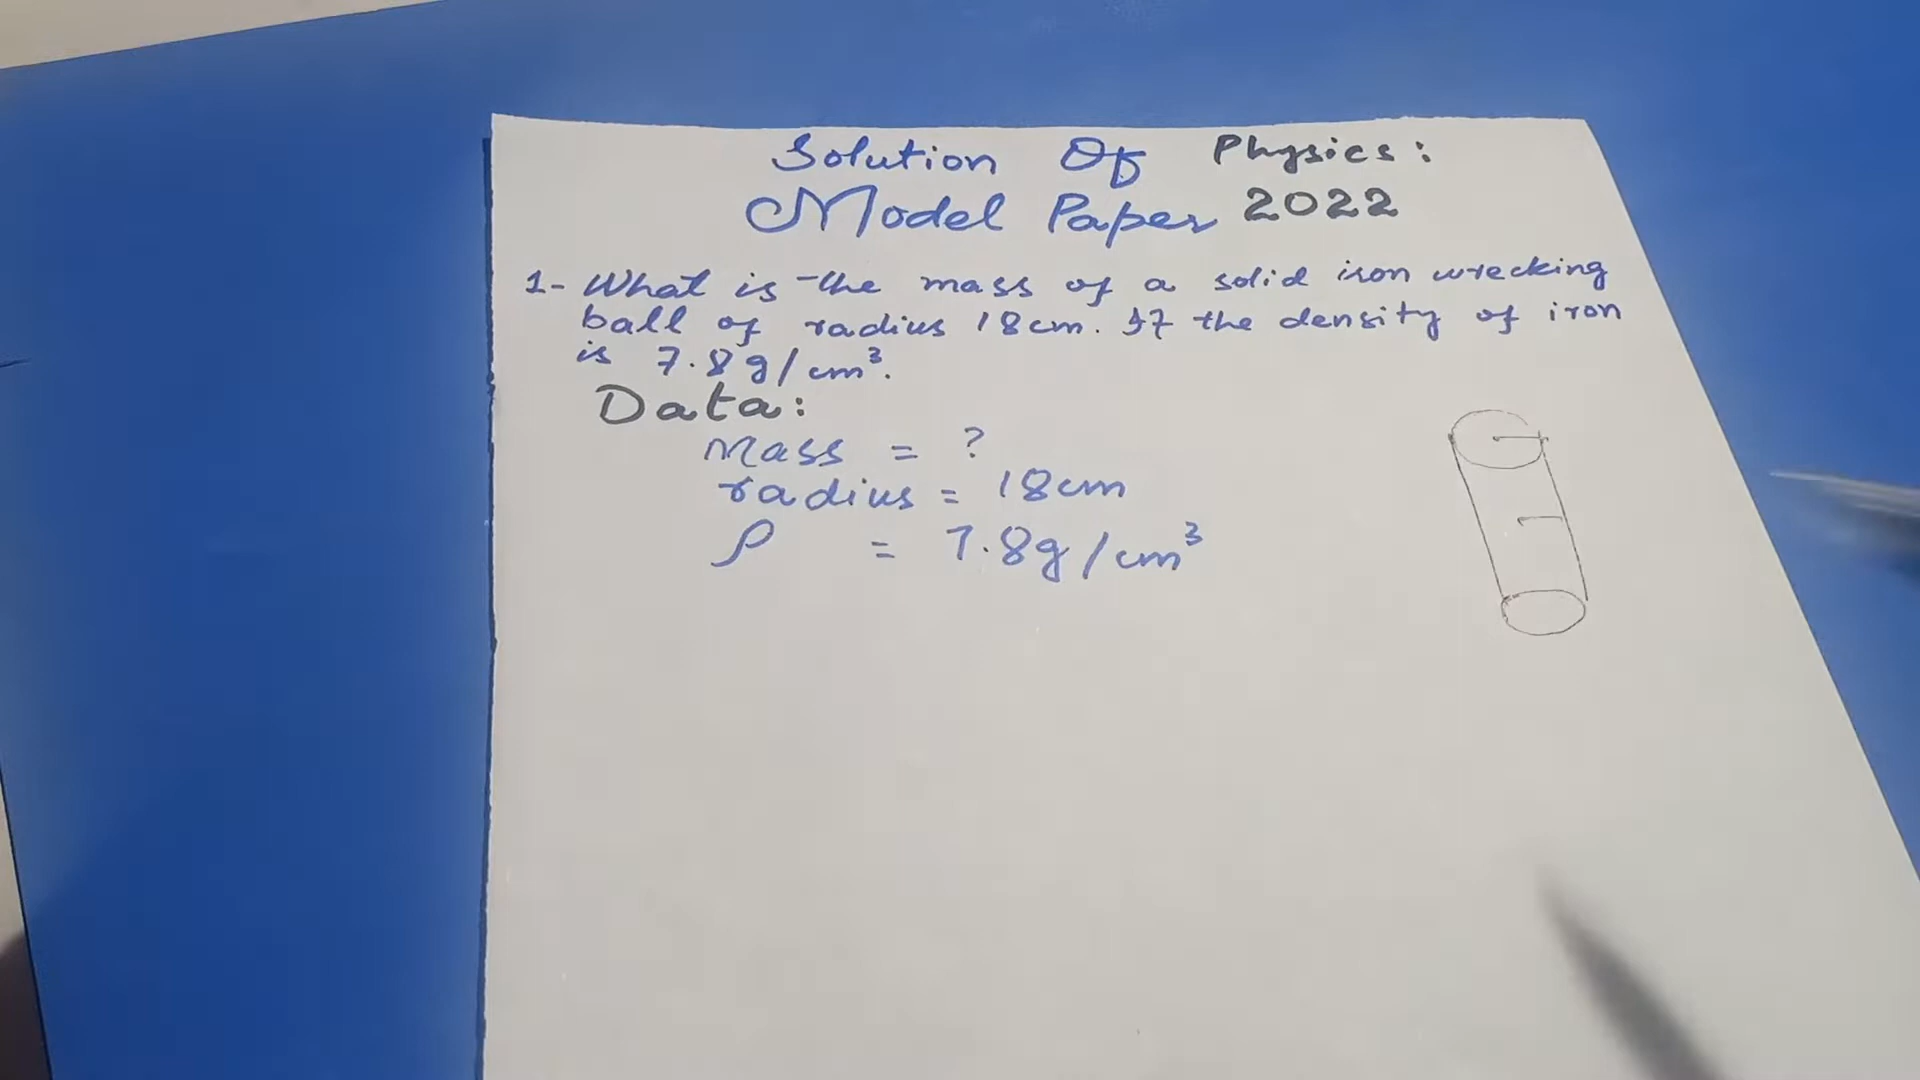 Solution Of Physics:
Model Paper 2022
1- What is the mass of a solid iron wrecking
ball of radius 18cm. If the density of iron
is 7.8g/cm³.
Data:
Mass = ?
radius = 18cm
ρ = 7.8g/cm³